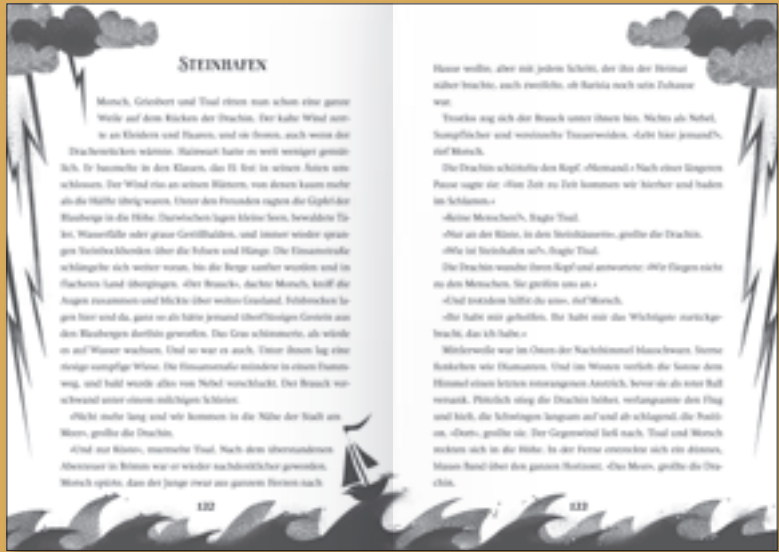 STEINHAFEN
Morsch, Griesbert und Tisal ritten nun schon eine ganze
Weile auf dem Rücken der Drachin. Der kalte Wind zerr-
te an Kleidern und Haaren, und sie froren, auch wenn der
Drachenrücken wärmte. Hainwart hatte es weit weniger gemüt-
lich. Er baumelte in den Klauen, das Ei fest in seinen Ästen um-
schlossen. Der Wind riss an seinen Blättern, von denen kaum mehr
als die Hälfte übrig waren. Unter den Freunden ragten die Gipfel der
Blauberge in die Höhe. Dazwischen lagen kleine Seen, bewaldete Tä-
ler, Wasserfälle oder graue Geröllhalden, und immer wieder spran-
gen Steinbockherden über die Felsen und Hänge. Die Einsamstraße
schlängelte sich weiter voran, bis die Berge sanfter wurden und in
flacheres Land übergingen. »Der Brauck«, dachte Morsch, kniff die
Augen zusammen und blickte über weites Grasland. Felsbrocken la-
gen hier und da, ganz so als hätte jemand überflüssiges Gestein aus
den Blaubergen dorthin geworfen. Das Gras schimmerte, als würde
es auf Wasser wachsen. Und so war es auch. Unter ihnen lag eine
riesige sumpfige Wiese. Die Einsamstraße mündete in einen Damm-
weg, und bald wurde alles von Nebel verschluckt. Der Brauck ver-
schwand unter einem milchigen Schleier.
»Nicht mehr lang und wir kommen in die Nähe der Stadt am
Meer«, grollte die Drachin.
»Und zur Küste«, murmelte Tisal. Nach dem überstandenen
Abenteuer in Brimm war er wieder nachdenklicher geworden.
Morsch spürte, dass der Junge zwar aus ganzem Herzen nach
132
Hause wollte, aber mit jedem Schritt, der ihn der Heimat
näher brachte, auch zweifelte, ob noch sein Zuhause
war.
Trostlos zog sich der Brauck unter ihnen hin. Nichts als Nebel,
Sumpflöcher und vereinzelte Trauerweiden. »Lebt hier jemand?«,
rief Morsch.
Die Drachin schüttelte den Kopf. »Niemand.« Nach einer längeren
Pause sagte sie: »Von Zeit zu Zeit kommen wir hierher und baden
im Schlamm.«
»Keine Menschen?«, fragte Tisal.
»Nur an der Küste, in den Steinhäusern«, grollte die Drachin.
»Wie ist Steinhafen so?«, fragte Tisal.
Die Drachin wandte ihren Kopf und antwortete: »Wir fliegen nicht
zu den Menschen. Sie greifen uns an.«
»Und trotzdem hilfst du uns«, rief Morsch.
»Ihr habt mir geholfen. Ihr habt mir das Wichtigste zurückge-
bracht, das ich habe.«
Mittlerweile war im Osten der Nachthimmel blauschwarz. Sterne
funkelten wie Diamanten. Und im Westen verlieh die Sonne dem
Himmel einen letzten rotorangenen Anstrich, bevor sie als roter Ball
versank. Plötzlich stieg die Drachin höher, verlangsamte den Flug
und hielt, die Schwingen langsam auf und ab schlagend, die Positi-
on. »Dort«, grollte sie. Der Gegenwind ließ nach. Tisal und Morsch
reckten sich in die Höhe. In der Ferne erstreckte sich ein dünnes,
blaues Band über den ganzen Horizont. »Das Meer«, grollte die Dra-
chin.
133